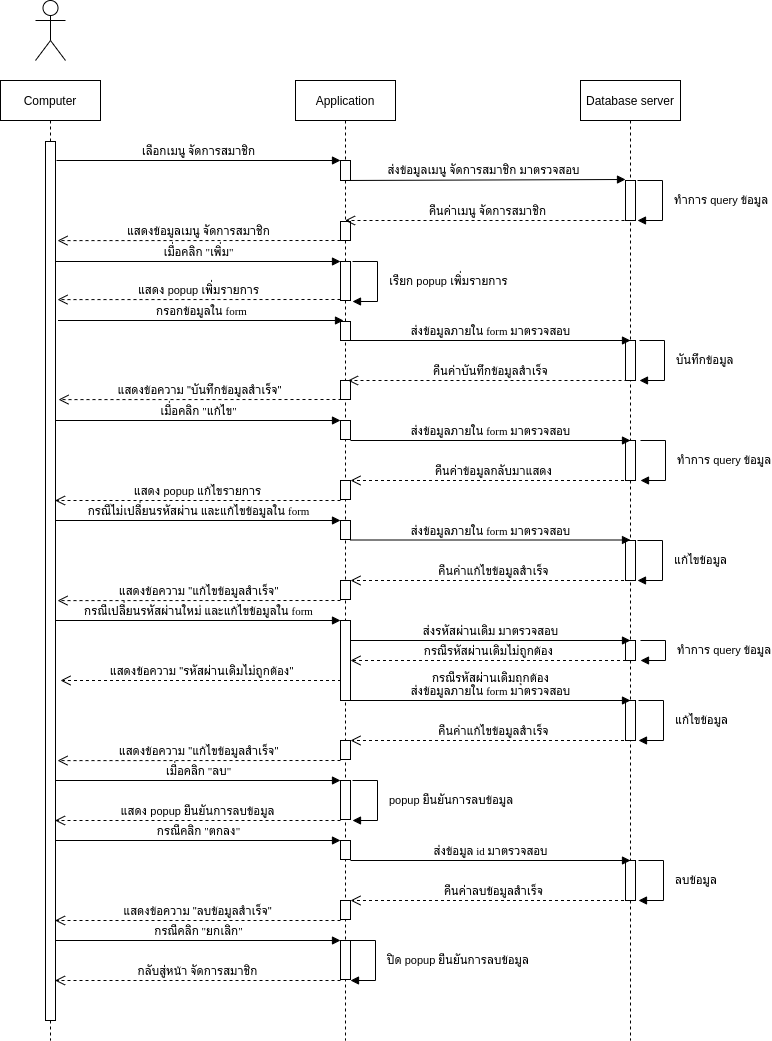 Computer
Application
Database server
เลือกเมนู จัดการสมาชิก
ส่งข้อมูลเมนู จัดการสมาชิก มาตรวจสอบ
ทำการ query ข้อมูล
คืนค่าเมนู จัดการสมาชิก
แสดงข้อมูลเมนู จัดการสมาชิก
เมื่อคลิก "เพิ่ม"
เรียก popup เพิ่มรายการ
แสดง popup เพิ่มรายการ
กรอกข้อมูลใน form
ส่งข้อมูลภายใน form มาตรวจสอบ
บันทึกข้อมูล
คืนค่าบันทึกข้อมูลสำเร็จ
แสดงข้อความ "บันทึกข้อมูลสำเร็จ"
เมื่อคลิก "แก้ไข"
ส่งข้อมูลภายใน form มาตรวจสอบ
ทำการ query ข้อมูล
คืนค่าข้อมูลกลับมาแสดง
แสดง popup แก้ไขรายการ
กรณีไม่เปลี่ยนรหัสผ่าน และแก้ไขข้อมูลใน form
ส่งข้อมูลภายใน form มาตรวจสอบ
แก้ไขข้อมูล
คืนค่าแก้ไขข้อมูลสำเร็จ
แสดงข้อความ "แก้ไขข้อมูลสำเร็จ"
กรณีเปลี่ยนรหัสผ่านใหม่ และแก้ไขข้อมูลใน form
ส่งรหัสผ่านเดิม มาตรวจสอบ
ทำการ query ข้อมูล
กรณีรหัสผ่านเดิมไม่ถูกต้อง
แสดงข้อความ "รหัสผ่านเดิมไม่ถูกต้อง"
กรณีรหัสผ่านเดิมถูกต้อง
ส่งข้อมูลภายใน form มาตรวจสอบ
แก้ไขข้อมูล
คืนค่าแก้ไขข้อมูลสำเร็จ
แสดงข้อความ "แก้ไขข้อมูลสำเร็จ"
เมื่อคลิก "ลบ"
popup ยืนยันการลบข้อมูล
แสดง popup ยืนยันการลบข้อมูล
กรณีคลิก "ตกลง"
ส่งข้อมูล id มาตรวจสอบ
ลบข้อมูล
คืนค่าลบข้อมูลสำเร็จ
แสดงข้อความ "ลบข้อมูลสำเร็จ"
กรณีคลิก "ยกเลิก"
ปิด popup ยืนยันการลบข้อมูล
กลับสู่หน้า จัดการสมาชิก